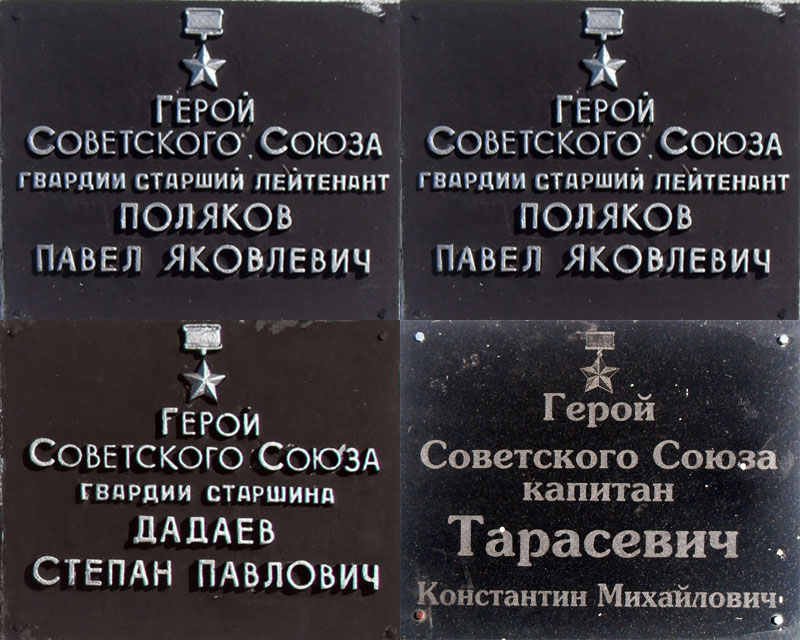 ГЕРОЙ
СОВЕТСКОГО СОЮЗА
ГВАРДИИ СТАРШИЙ ЛЕЙТЕНАНТ
ПОЛЯКОВ
ПАВЕЛ ЯКОВЛЕВИЧ
ГЕРОЙ
СОВЕТСКОГО СОЮЗА
ГВАРДИИ СТАРШИЙ ЛЕЙТЕНАНТ
ПОЛЯКОВ
ПАВЕЛ ЯКОВЛЕВИЧ
ГЕРОЙ
СОВЕТСКОГО СОЮЗА
ГВАРДИИ СТАРШИНА
ДАДАЕВ
СТЕПАН ПАВЛОВИЧ
Герой
Советского Союза
капитан
Тарасевич
Константин Михайлович